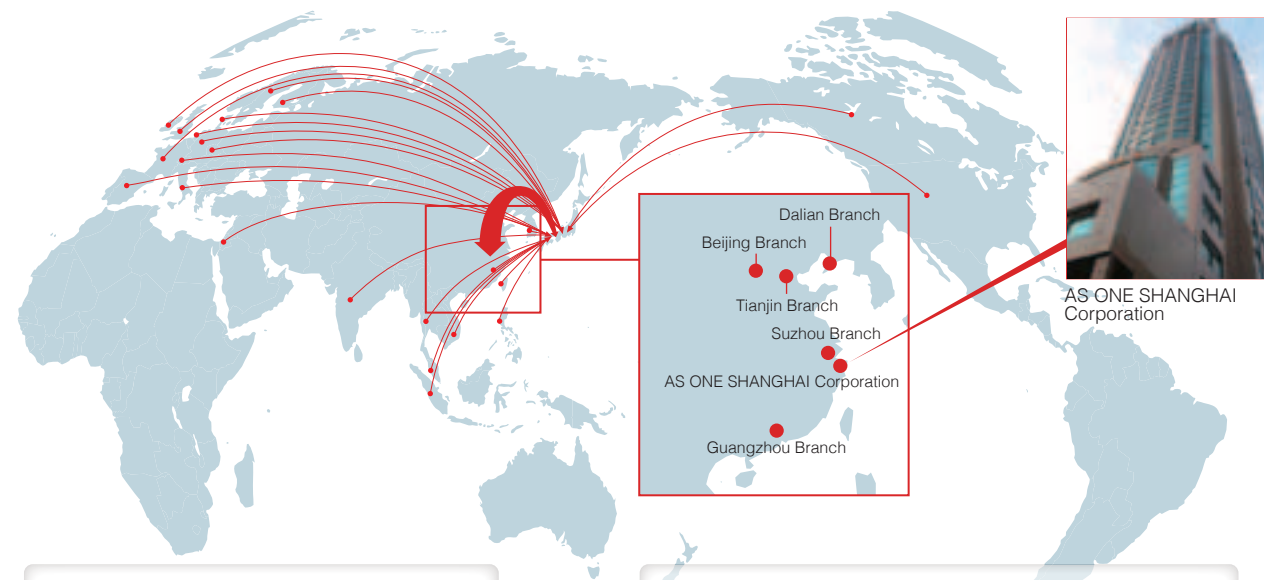 Dalian Branch
Beijing Branch
Tianjin Branch
Suzhou Branch
AS ONE SHANGHAI Corporation
Guangzhou Branch
AS ONE SHANGHAI
Corporation